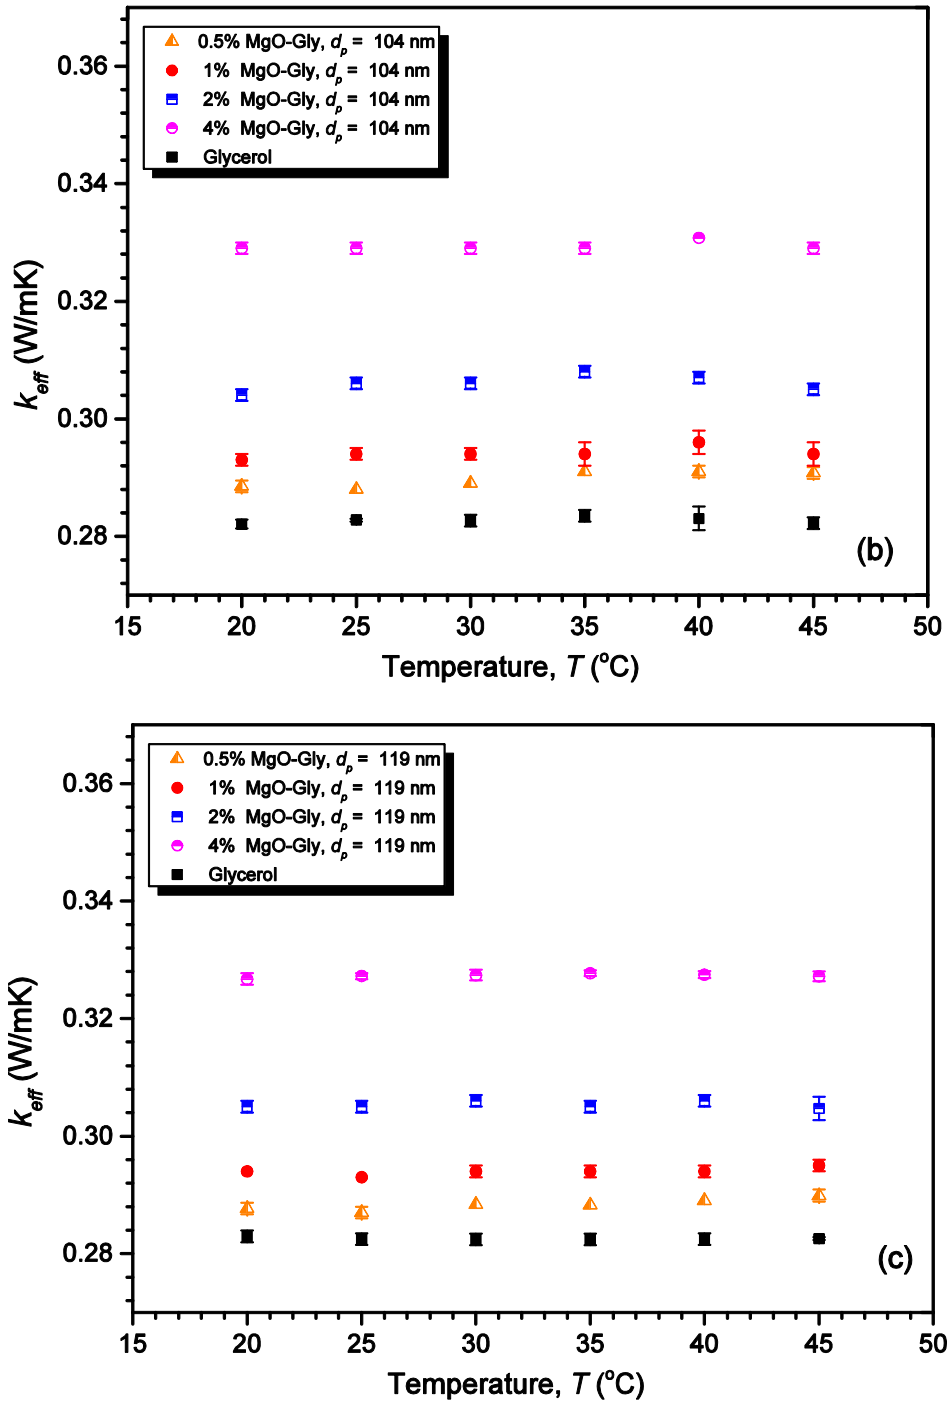 0.5% MgO-Gly, dp = 104 nm
1% MgO-Gly, dp = 104 nm
2% MgO-Gly, dp = 104 nm
4% MgO-Gly, dp = 104 nm
Glycerol
0.36
0.34
0.32
0.30
0.28
keff (W/mK)
(b)
15 20 25 30 35 40 45 50
Temperature, T (oC)
0.5% MgO-Gly, dp = 119 nm
1% MgO-Gly, dp = 119 nm
2% MgO-Gly, dp = 119 nm
4% MgO-Gly, dp = 119 nm
Glycerol
0.36
0.34
0.32
0.30
0.28
keff (W/mK)
(c)
15 20 25 30 35 40 45 50
Temperature, T (oC)